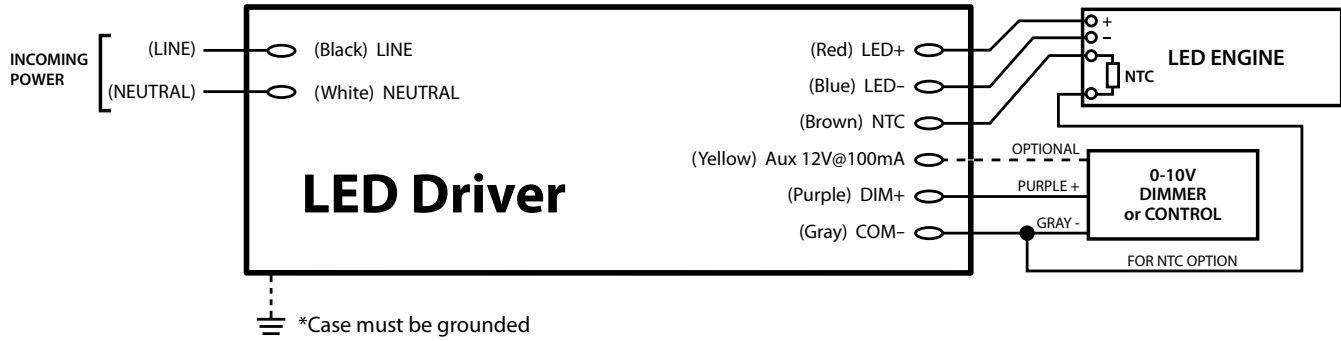 INCOMING
POWER
(LINE)
(NEUTRAL)
(Black) LINE
(White) NEUTRAL
LED Driver
(Red) LED+
(Blue) LED–
(Brown) NTC
(Yellow) Aux 12V@100mA
(Purple) DIM+
(Gray) COM–
+
–
NTC
LED ENGINE
OPTIONAL
PURPLE +
GRAY -
0-10V
DIMMER
or CONTROL
FOR NTC OPTION
*Case must be grounded